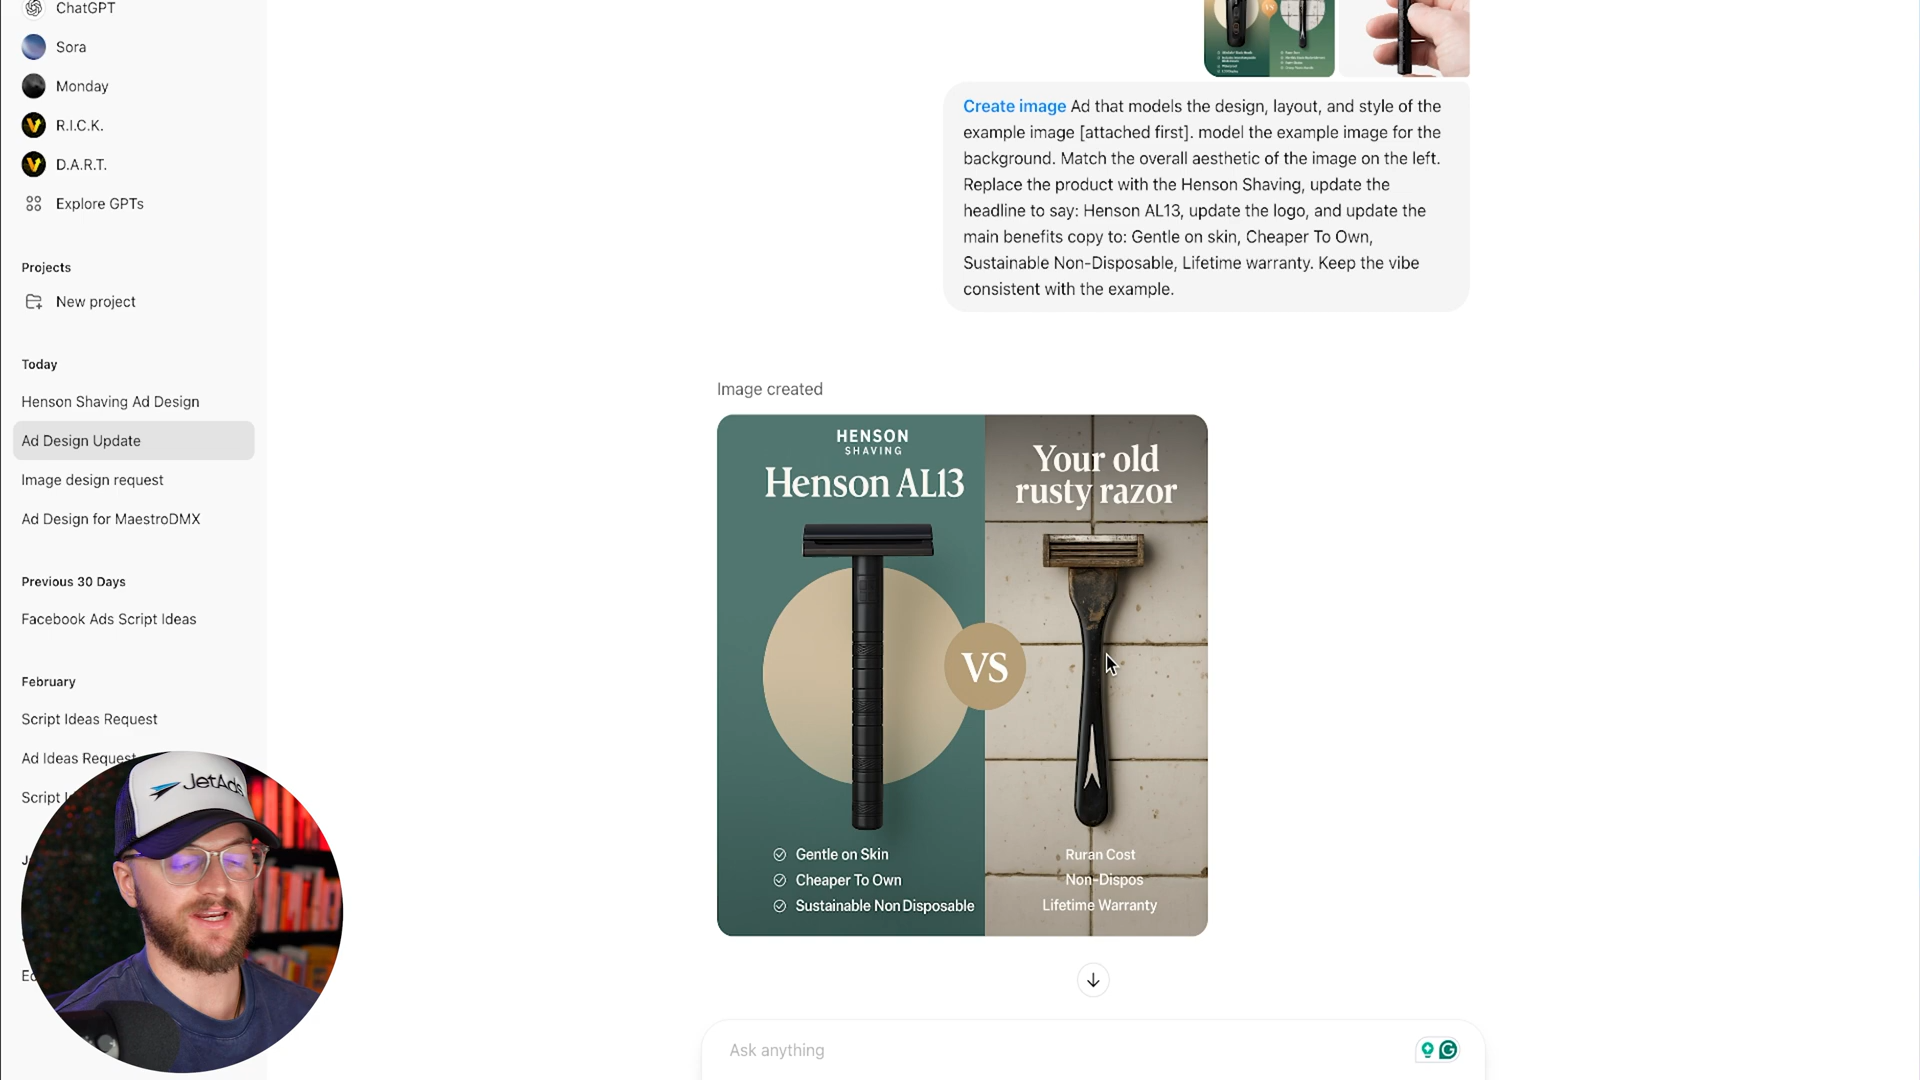 ChatGPT
Sora
Monday
R.I.C.K.
D.A.R.T.
Explore GPTs
Projects
New project
Today
Henson Shaving Ad Design
Ad Design Update
Image design request
Ad Design for MaestroDMX
Previous 30 Days
Facebook Ads Script Ideas
February
Script Ideas Request
Ad Ideas Request
Script
JetAds
Create image Ad that models the design, layout, and style of the
example image [attached first]. model the example image for the
background. Match the overall aesthetic of the image on the left.
Replace the product with the Henson Shaving, update the
headline to say: Henson AL13, update the logo, and update the
main benefits copy to: Gentle on skin, Cheaper To Own,
Sustainable Non-Disposable, Lifetime warranty. Keep the vibe
consistent with the example.
Image created
HENSON
SHAVING
Henson AL13
Your old
rusty razor
VS
Gentle on Skin
Cheaper To Own
Sustainable Non Disposable
Ruran Cost
Non-Dispos
Lifetime Warranty
Ask anything